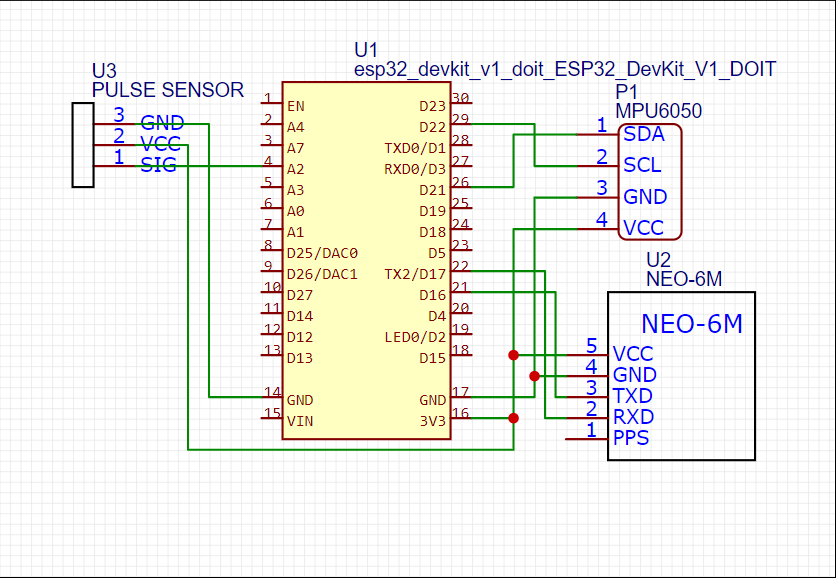 U3
PULSE SENSOR
3 GND
2 VCC
1 SIG
U1
esp32_devkit_v1_doit_ESP32_DevKit_V1_DOIT
1 EN
2 A4
3 A7
4 A2
5 A3
6 A0
7 A1
8 D25/DAC0
9 D26/DAC1
10 D27
11 D14
12 D12
13 D13
14 GND
15 VIN
D23 30
D22 29
TXD0/D1 28
RXD0/D3 27
D21 26
D19 25
D18 24
D5 23
TX2/D17 22
D16 21
D4 20
LED0/D2 19
D15 18
GND 17
3V3 16
P1
MPU6050
1 SDA
2 SCL
3 GND
4 VCC
U2
NEO-6M
NEO-6M
5 VCC
4 GND
3 TXD
2 RXD
1 PPS